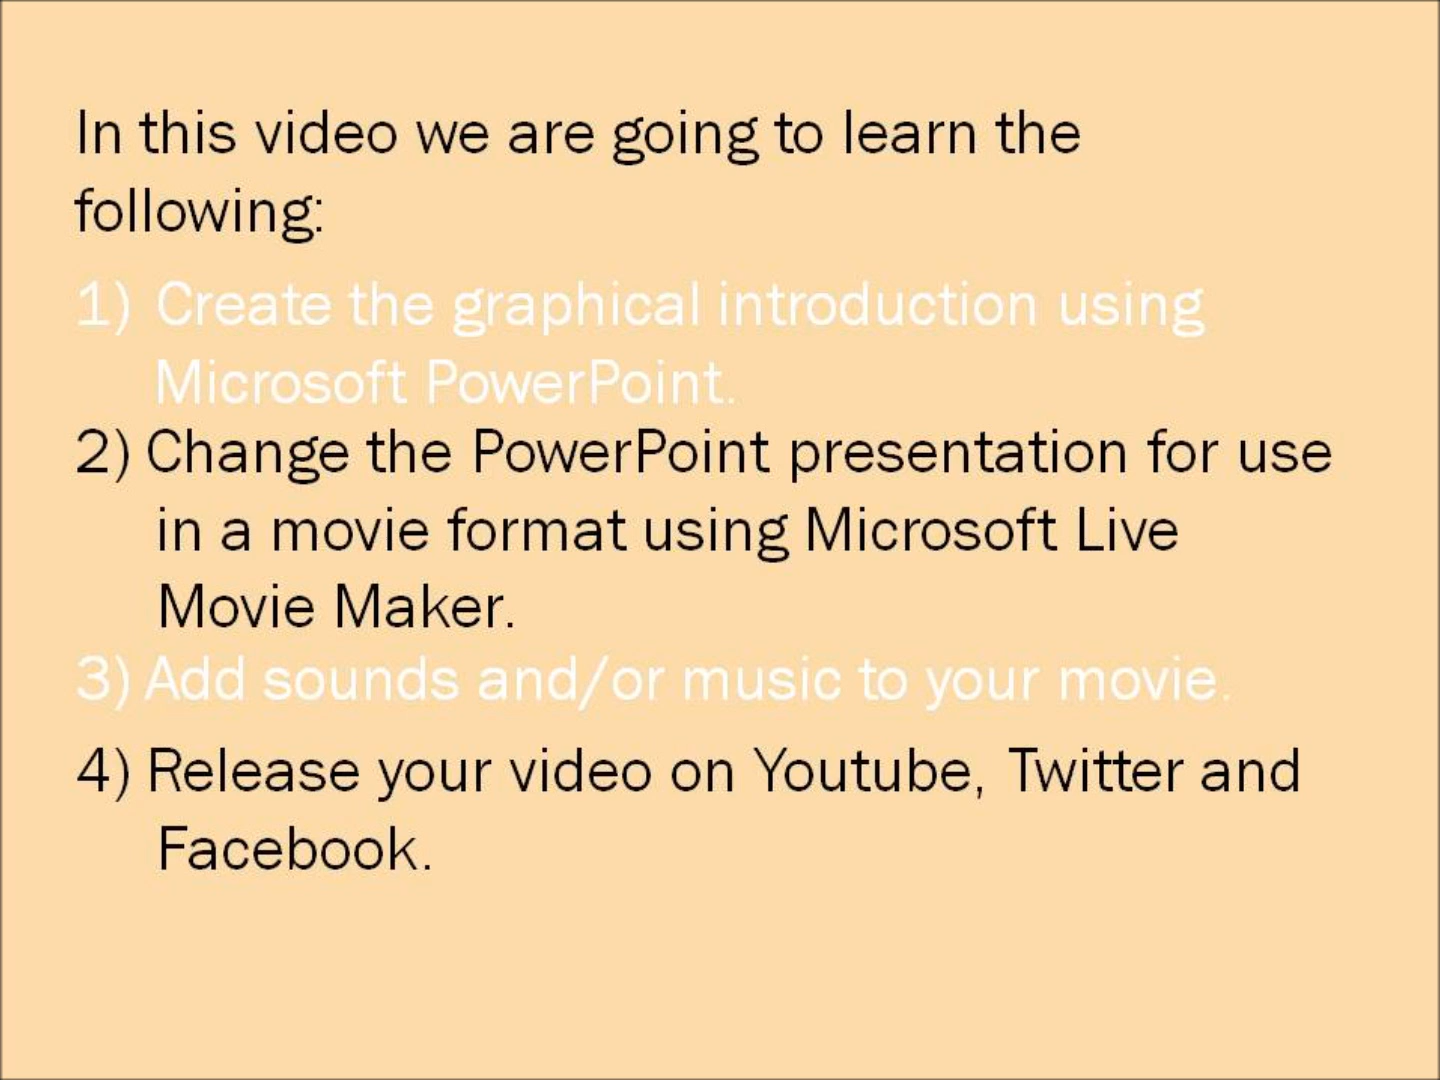 In this video we are going to learn the
following:
1) Create the graphical introduction using
Microsoft PowerPoint.
2) Change the PowerPoint presentation for use
in a movie format using Microsoft Live
Movie Maker.
3) Add sounds and/or music to your movie.
4) Release your video on Youtube, Twitter and
Facebook.